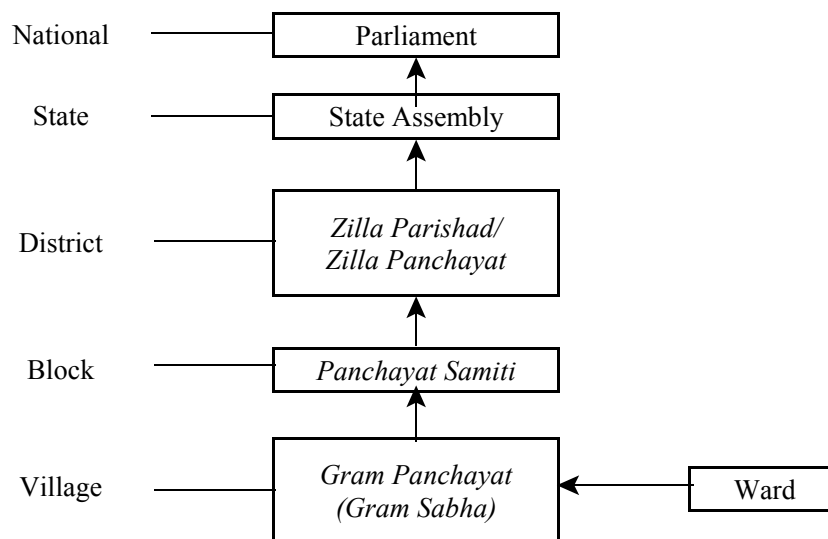 National
Parliament
State
State Assembly
District
Zilla Parishad/
Zilla Panchayat
Block
Panchayat Samiti
Village
Gram Panchayat
(Gram Sabha)
Ward